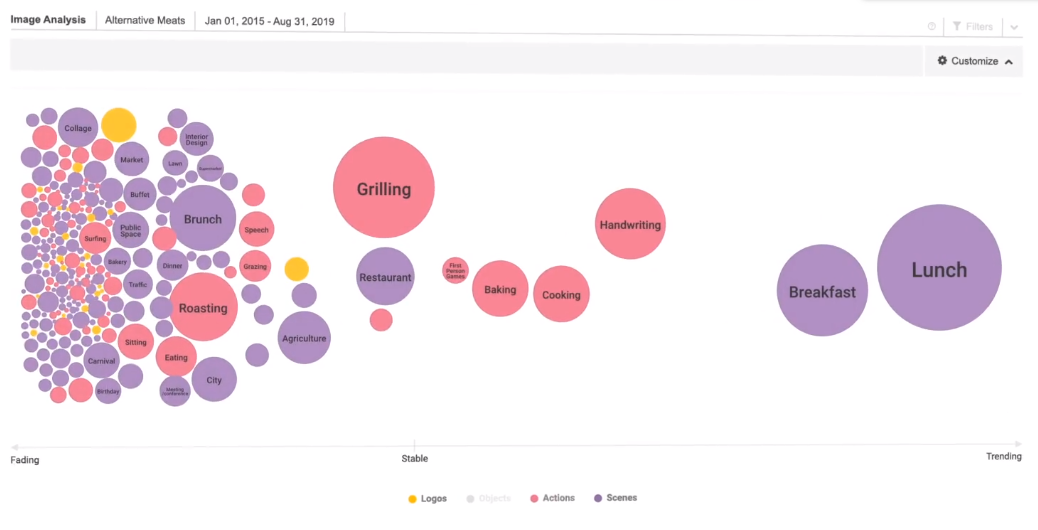 Image Analysis
Alternative Meats
Jan 01, 2015 - Aug 31, 2019
Filters
Customize
Collage
Interior
Design
Market
Lawn
Supermarket
Buffet
Brunch
Grilling
Handwriting
Public
Space
Surfing
Speech
Bakery
Dinner
Grazing
Restaurant
First
Person
Games
Baking
Cooking
Breakfast
Lunch
Traffic
Roasting
Sitting
Agriculture
Carnival
Eating
City
Birthday
Meeting
Conference
Fading
Stable
Trending
Logos
Objects
Actions
Scenes